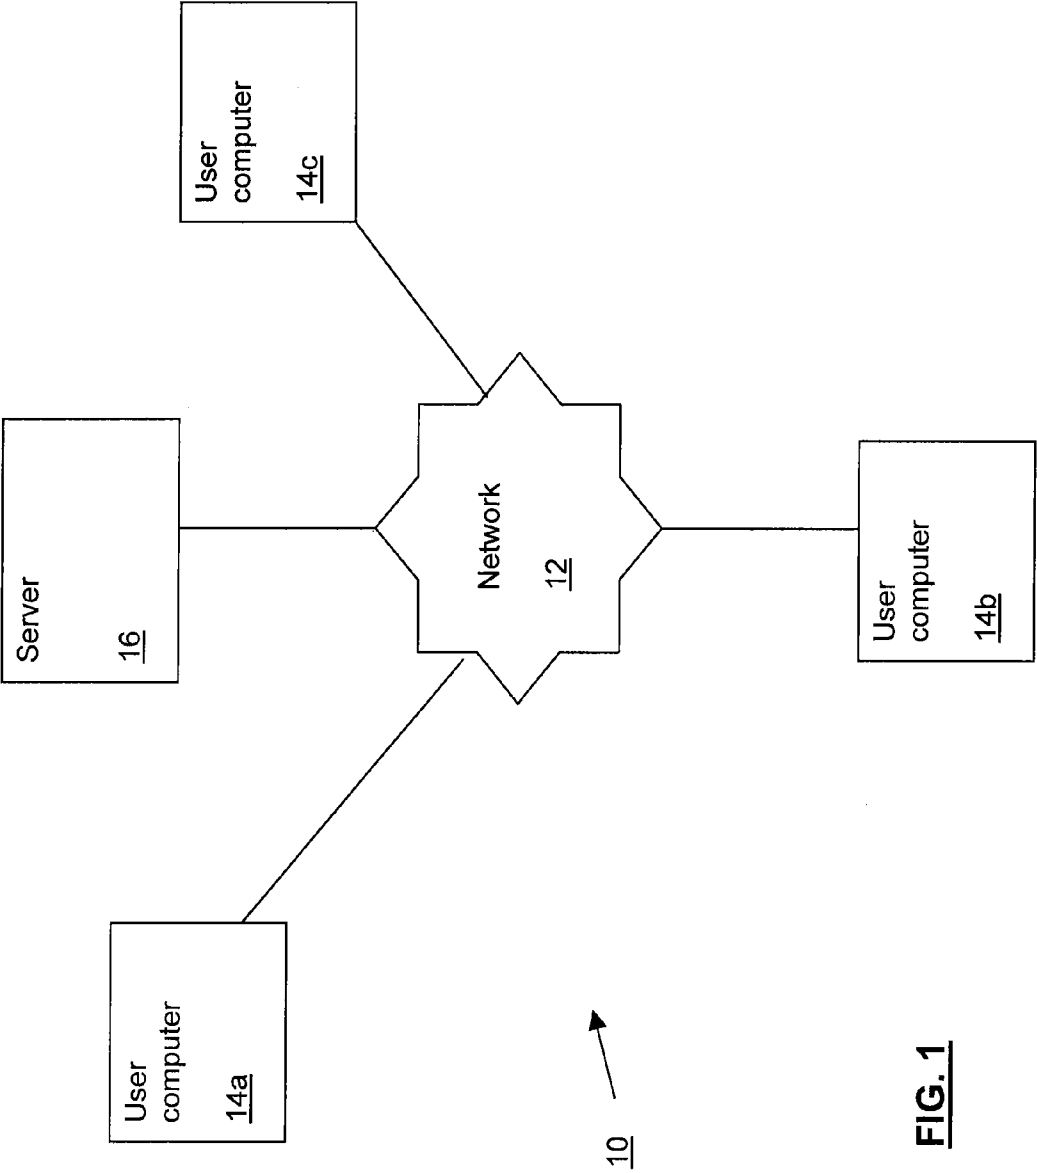 Server
16
User
computer
14a
User
computer
14c
Network
12
User
computer
14b
10
FIG. 1